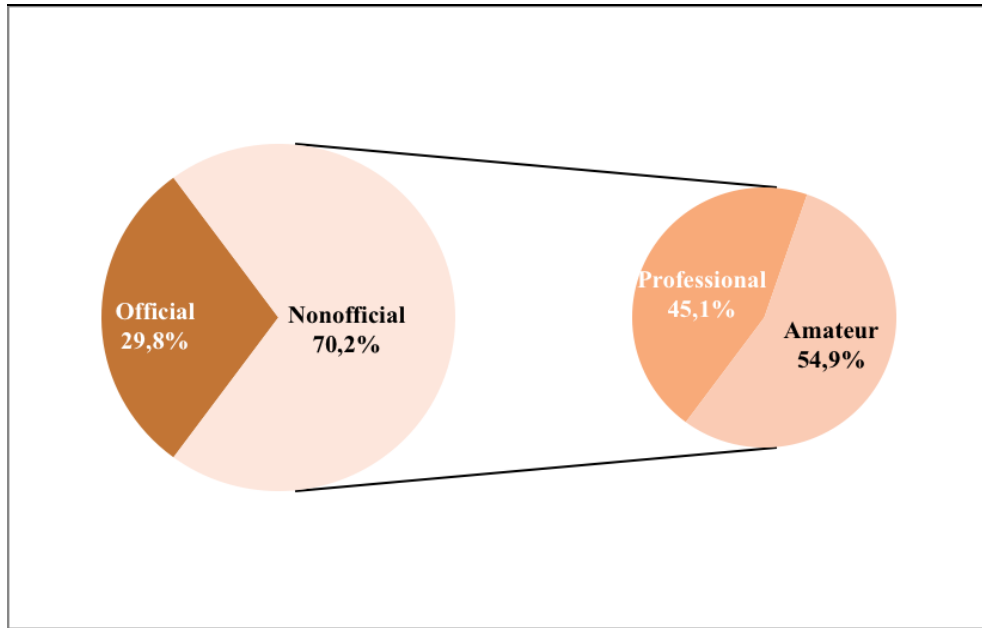 Official
29,8%
Nonofficial
70,2%
Professional
45,1%
Amateur
54,9%